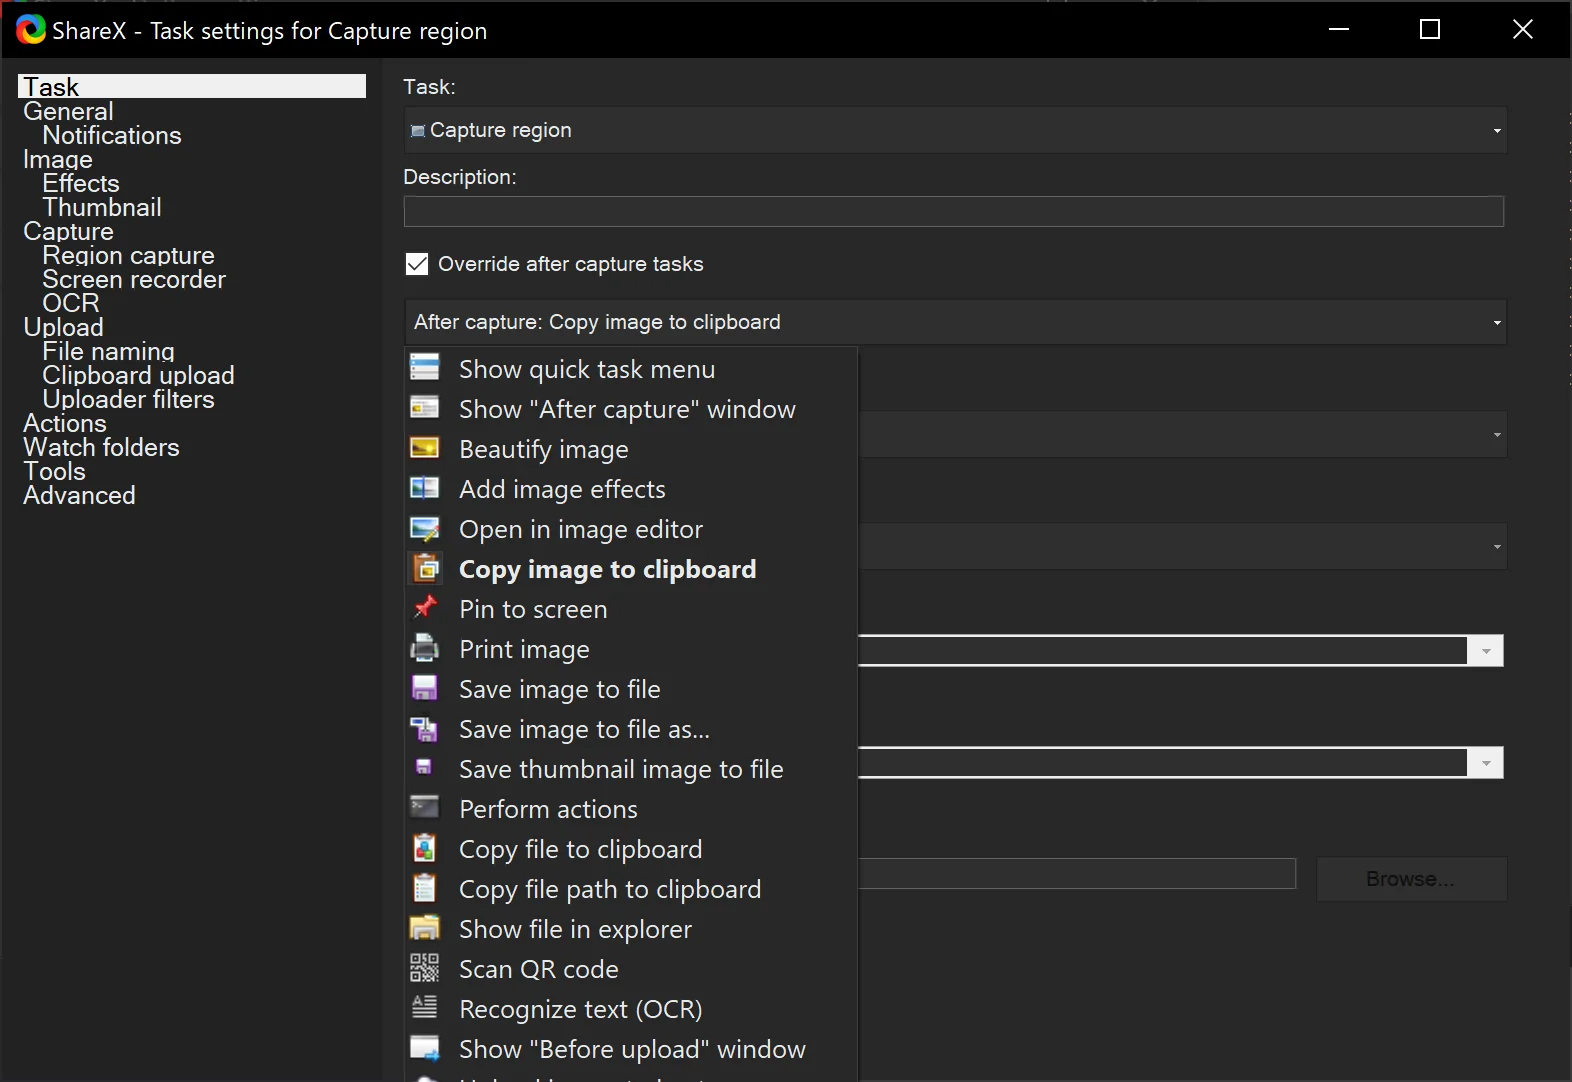 ShareX - Task settings for Capture region
Task
General
Notifications
Image
Effects
Thumbnail
Capture
Region capture
Screen recorder
OCR
Upload
File naming
Clipboard upload
Uploader filters
Actions
Watch folders
Tools
Advanced
Task:
Capture region
Description:
Override after capture tasks
After capture: Copy image to clipboard
Show quick task menu
Show "After capture" window
Beautify image
Add image effects
Open in image editor
Copy image to clipboard
Pin to screen
Print image
Save image to file
Save image to file as...
Save thumbnail image to file
Perform actions
Copy file to clipboard
Copy file path to clipboard
Show file in explorer
Scan QR code
Recognize text (OCR)
Show "Before upload" window
Browse...